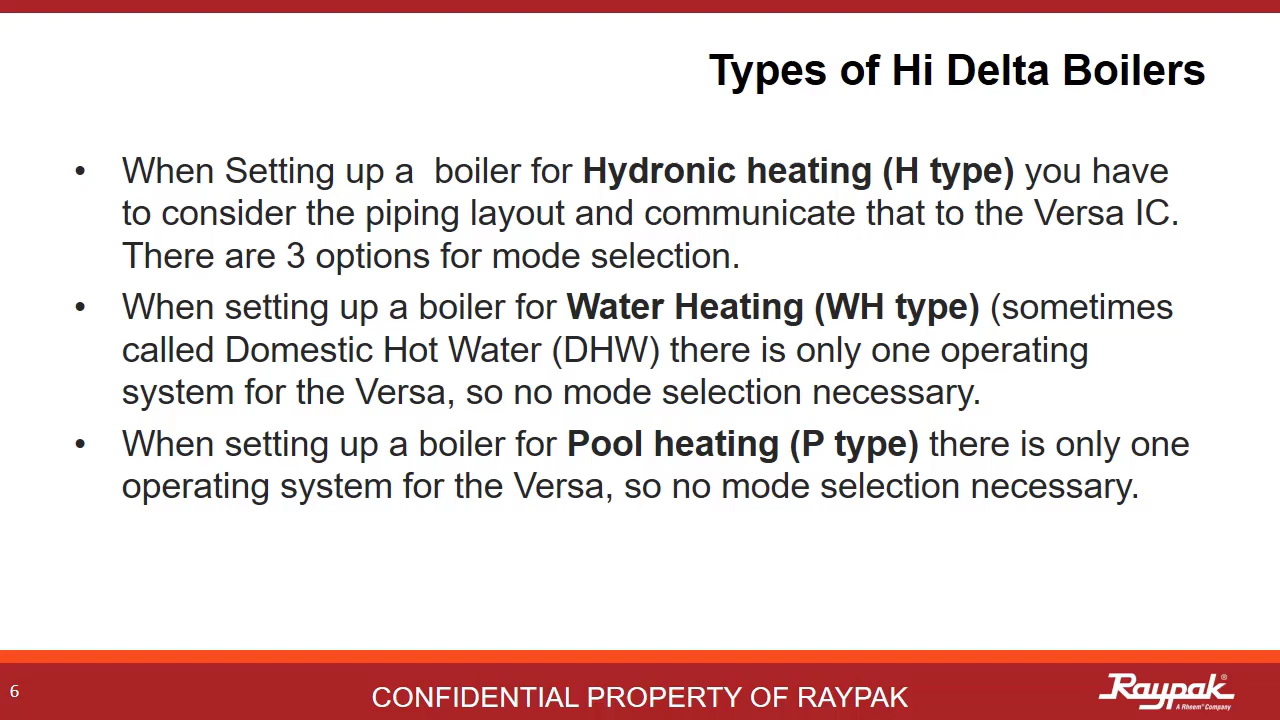 Types of Hi Delta Boilers
• When Setting up a  boiler for Hydronic heating (H type) you have
to consider the piping layout and communicate that to the Versa IC.
There are 3 options for mode selection.
• When setting up a boiler for Water Heating (WH type) (sometimes
called Domestic Hot Water (DHW) there is only one operating
system for the Versa, so no mode selection necessary.
• When setting up a boiler for Pool heating (P type) there is only one
operating system for the Versa, so no mode selection necessary.
6
CONFIDENTIAL PROPERTY OF RAYPAK
Raypak®
A Rheem® Company